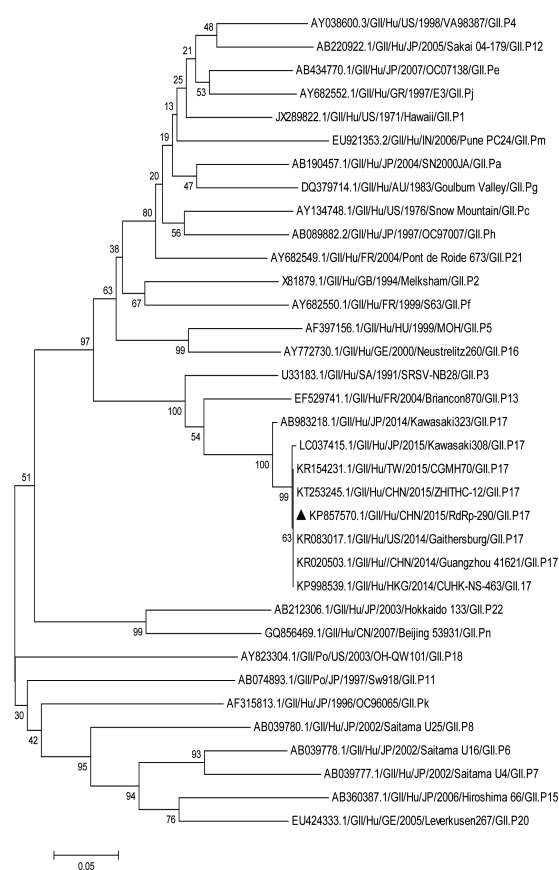 48
AY038600.3/GII/Hu/US/1998/VA98387/GII.P4
AB220922.1/GII/Hu/JP/2005/Sakai 04-179/GII.P12
21
AB434770.1/GII/Hu/JP/2007/OC07138/GII.Pe
53
AY682552.1/GII/Hu/GR/1997/E3/GII.Pj
25
JX289822.1/GII/Hu/US/1971/Hawaii/GII.P1
13
EU921353.2/GII/Hu/IN/2006/Pune PC24/GII.Pm
19
AB190457.1/GII/Hu/JP/2004/SN2000JA/GII.Pa
47
DQ379714.1/GII/Hu/AU/1983/Goulburn Valley/GII.Pg
20
AY134748.1/GII/Hu/US/1976/Snow Mountain/GII.Pc
80
56
AB089882.2/GII/Hu/JP/1997/OC97007/GII.Ph
38
AY682549.1/GII/Hu/FR/2004/Pont de Roide 673/GII.P21
X81879.1/GII/Hu/GB/1994/Melksham/GII.P2
63
67
AY682550.1/GII/Hu/FR/1999/S63/GII.Pf
AF397156.1/GII/Hu/HU/1999/MOH/GII.P5
97
99
AY772730.1/GII/Hu/GE/2000/Neustrelitz260/GII.P16
U33183.1/GII/Hu/SA/1991/SRSV-NB28/GII.P3
100
EF529741.1/GII/Hu/FR/2004/Briancon870/GII.P13
54
AB983218.1/GII/Hu/JP/2014/Kawasaki323/GII.P17
100
LC037415.1/GII/Hu/JP/2015/Kawasaki308/GII.P17
KR154231.1/GII/Hu/TW/2015/CGMH70/GII.P17
51
99
KT253245.1/GII/Hu/CHN/2015/ZHITHC-12/GII.P17
▲ KP857570.1/GII/Hu/CHN/2015/RdRp-290/GII.P17
63
KR083017.1/GII/Hu/US/2014/Gaithersburg/GII.P17
KR020503.1/GII/Hu//CHN/2014/Guangzhou 41621/GII.P17
KP998539.1/GII/Hu/HKG/2014/CUHK-NS-463/GII.17
AB212306.1/GII/Hu/JP/2003/Hokkaido 133/GII.P22
99
GQ856469.1/GII/Hu/CN/2007/Beijing 53931/GII.Pn
AY823304.1/GII/Po/US/2003/OH-QW101/GII.P18
AB074893.1/GII/Po/JP/1997/Sw918/GII.P11
30
AF315813.1/GII/Hu/JP/1996/OC96065/GII.Pk
42
AB039780.1/GII/Hu/JP/2002/Saitama U25/GII.P8
95
93
AB039778.1/GII/Hu/JP/2002/Saitama U16/GII.P6
AB039777.1/GII/Hu/JP/2002/Saitama U4/GII.P7
94
AB360387.1/GII/Hu/JP/2006/Hiroshima 66/GII.P15
76
EU424333.1/GII/Hu/GE/2005/Leverkusen267/GII.P20
0.05